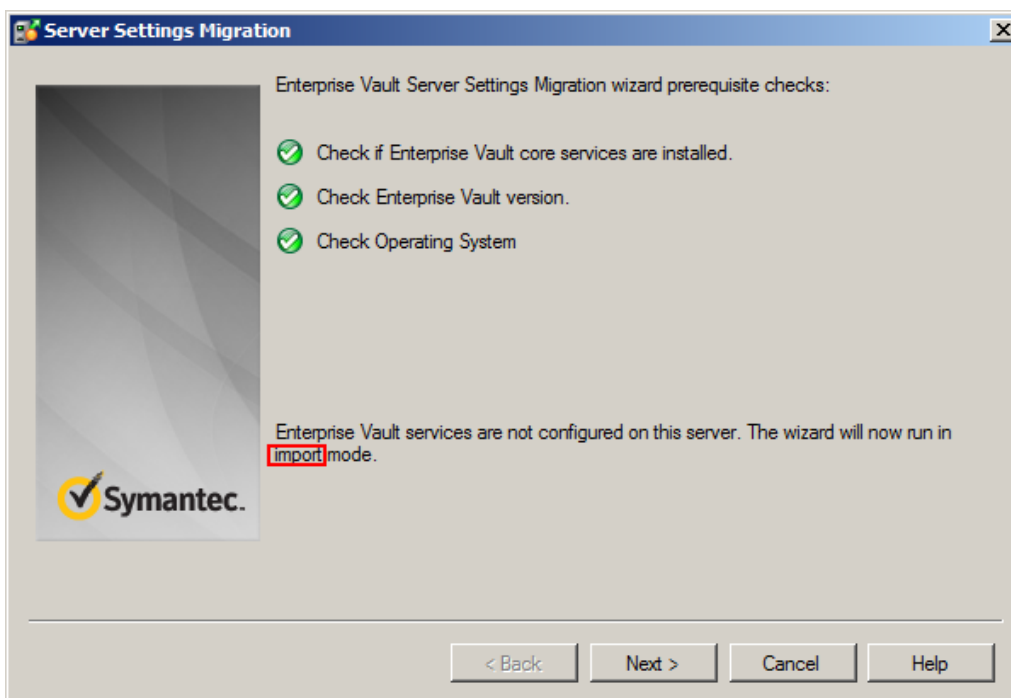 Server Settings Migration
Enterprise Vault Server Settings Migration wizard prerequisite checks:
Check if Enterprise Vault core services are installed.
Check Enterprise Vault version.
Check Operating System
Enterprise Vault services are not configured on this server. The wizard will now run in
import mode.
Symantec.
< Back
Next >
Cancel
Help